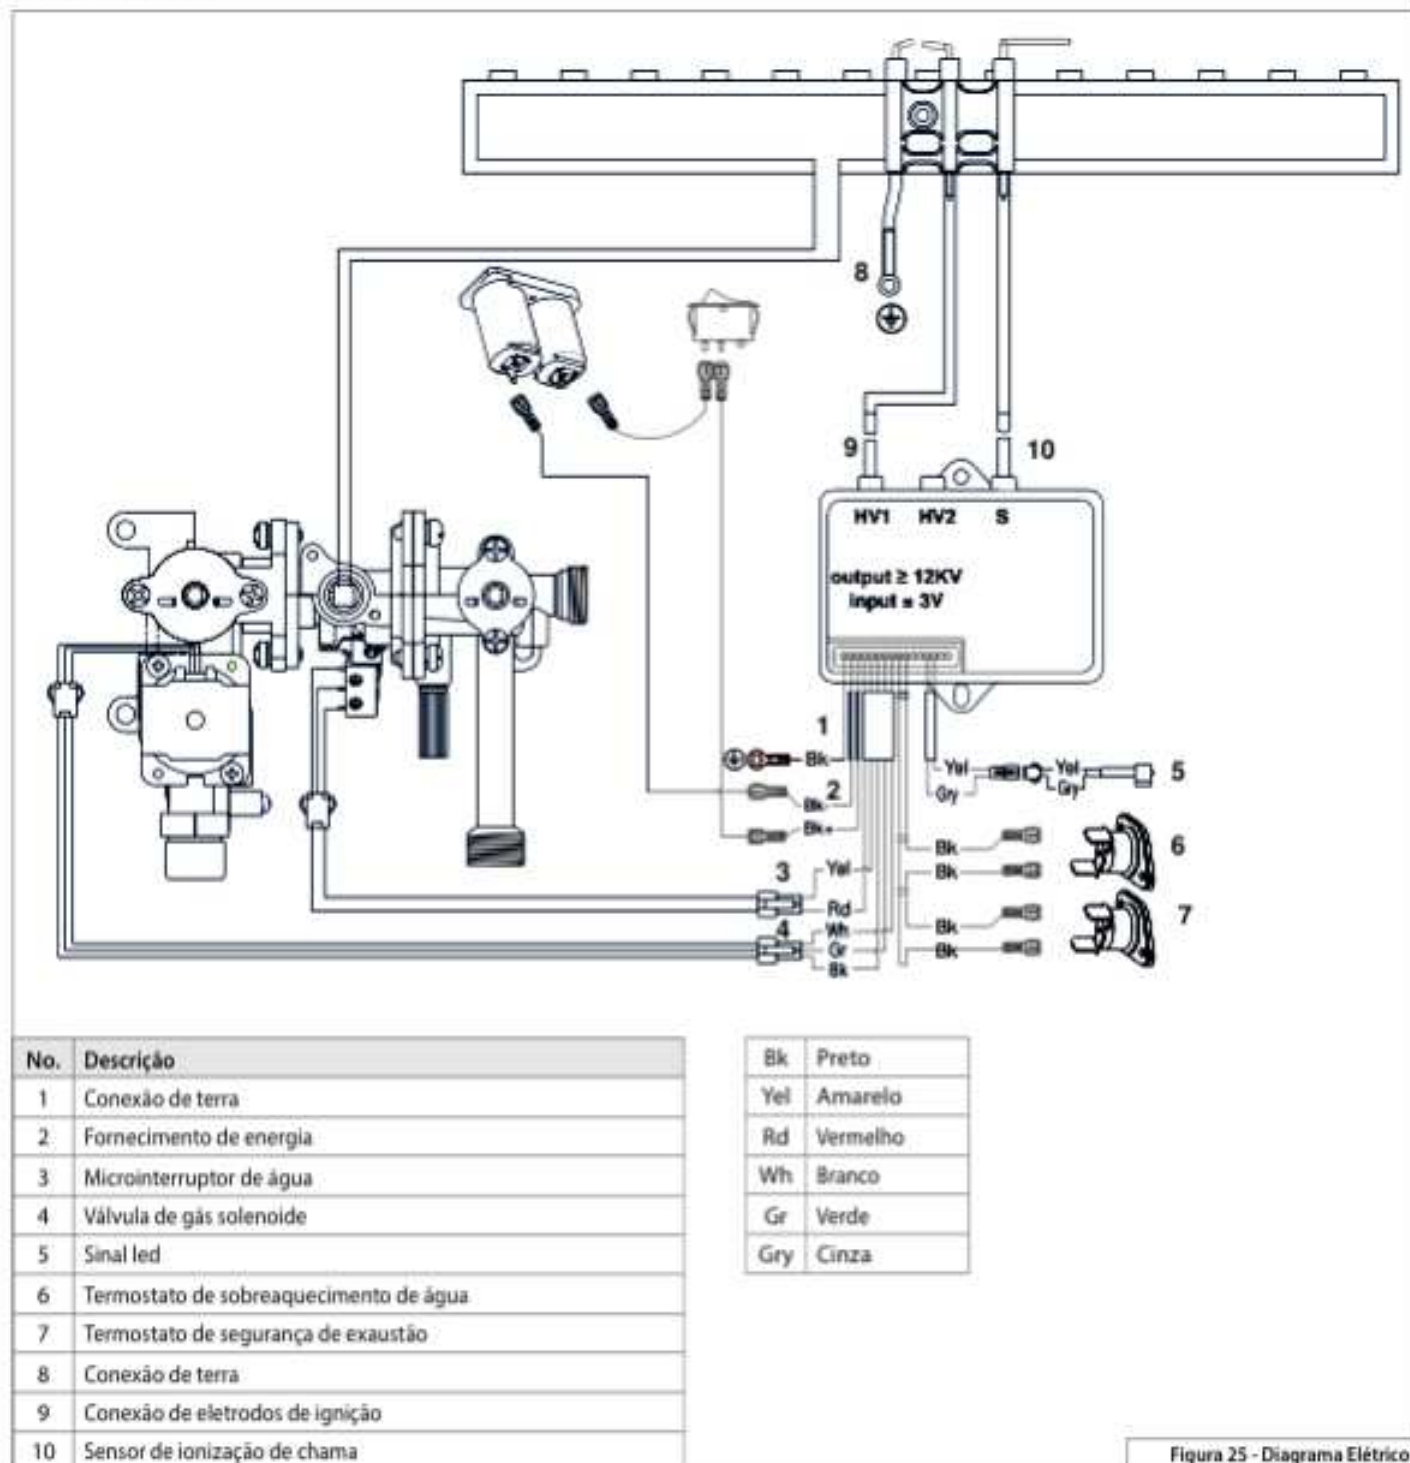 8
9
10
HV1 HV2 S
output ≥ 12KV
input = 3V
1
Bk
Yel
Yel
5
Gry
Gry
2
Bk-
Bk+
Bk
6
Bk
3
Yel
Rd
Bk
7
Bk
4
Wh
Gr
Bk
No. Descrição
1 Conexão de terra
2 Fornecimento de energia
3 Microinterruptor de água
4 Válvula de gás solenoide
5 Sinal led
6 Termostato de sobreaquecimento de água
7 Termostato de segurança de exaustão
8 Conexão de terra
9 Conexão de eletrodos de ignição
10 Sensor de ionização de chama
Bk Preto
Yel Amarelo
Rd Vermelho
Wh Branco
Gr Verde
Gry Cinza
Figura 25 - Diagrama Elétrico